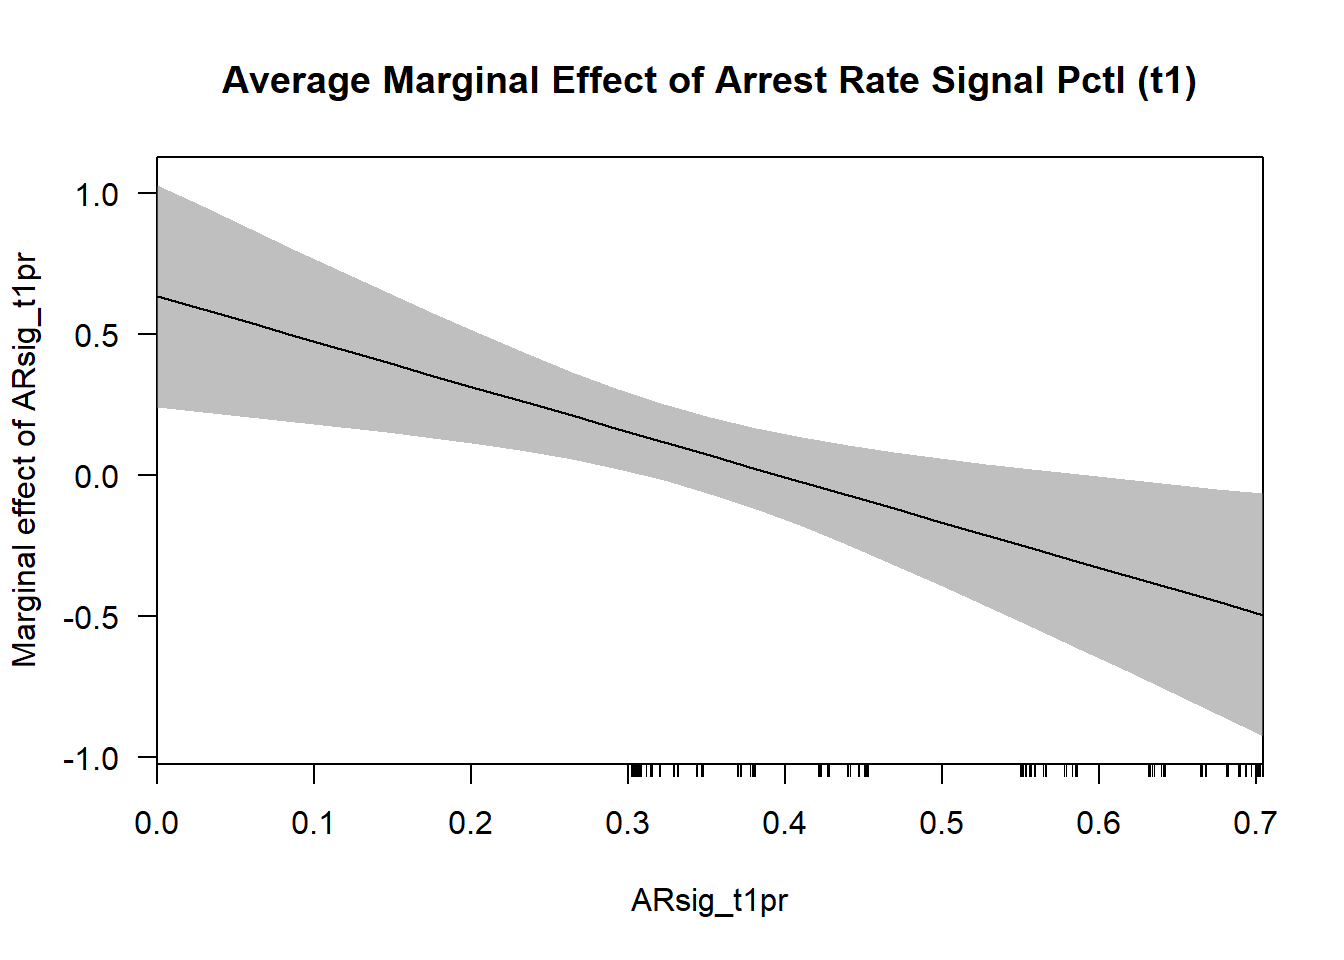 Average Marginal Effect of Arrest Rate Signal Pctl (t1)
Marginal effect of ARsig_t1pr
1.0
0.5
0.0
-0.5
-1.0
0.0 0.1 0.2 0.3 0.4 0.5 0.6 0.7
ARsig_t1pr